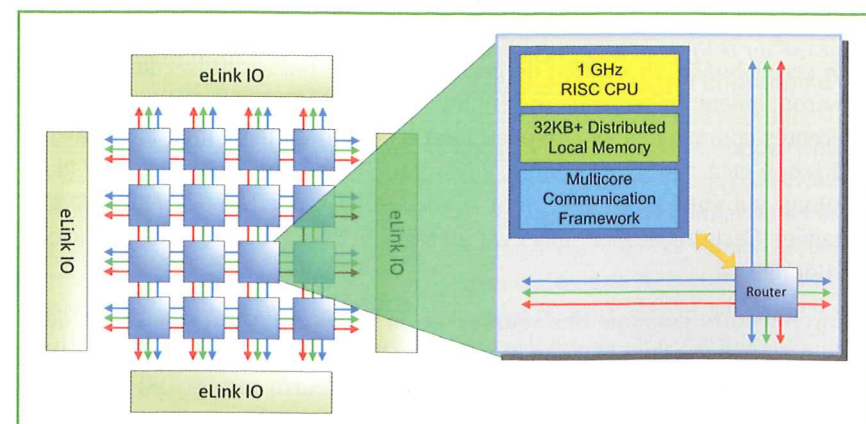 eLink IO
eLink IO
eLink IO
eLink IO
1 GHz
RISC CPU
32KB+ Distributed
Local Memory
Multicore
Communication
Framework
Router